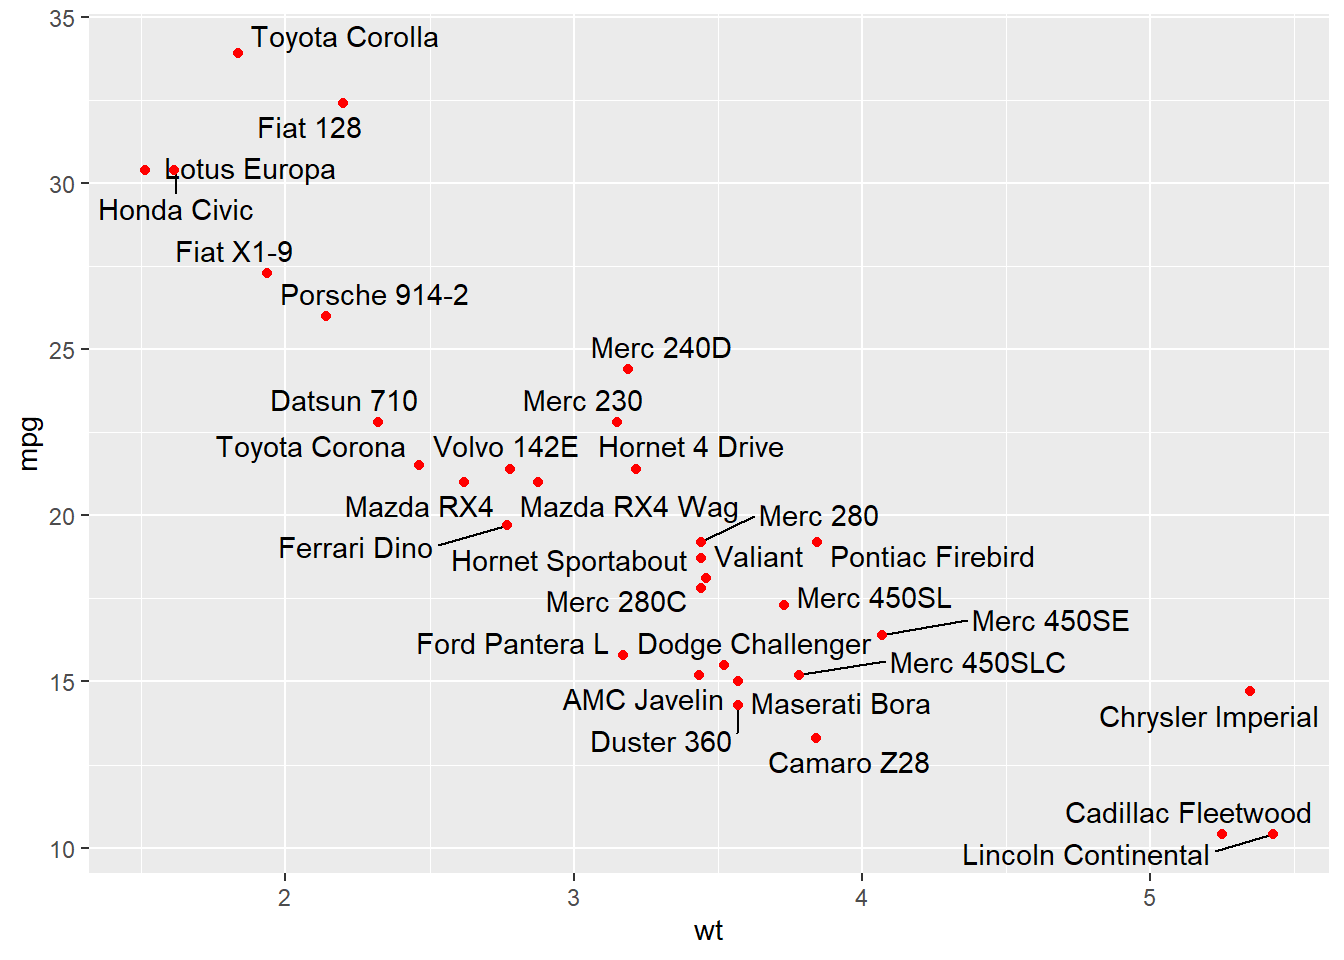 35
Toyota Corolla
Fiat 128
Lotus Europa
30
Honda Civic
Fiat X1-9
Porsche 914-2
25
Merc 240D
Datsun 710
Merc 230
mpg
Toyota Corona
Volvo 142E
Hornet 4 Drive
Mazda RX4
Mazda RX4 Wag
20
Merc 280
Ferrari Dino
Hornet Sportabout
Valiant
Pontiac Firebird
Merc 280C
Merc 450SL
Merc 450SE
Ford Pantera L
Dodge Challenger
Merc 450SLC
15
AMC Javelin
Maserati Bora
Chrysler Imperial
Duster 360
Camaro Z28
Cadillac Fleetwood
10
Lincoln Continental
2
3
4
5
wt